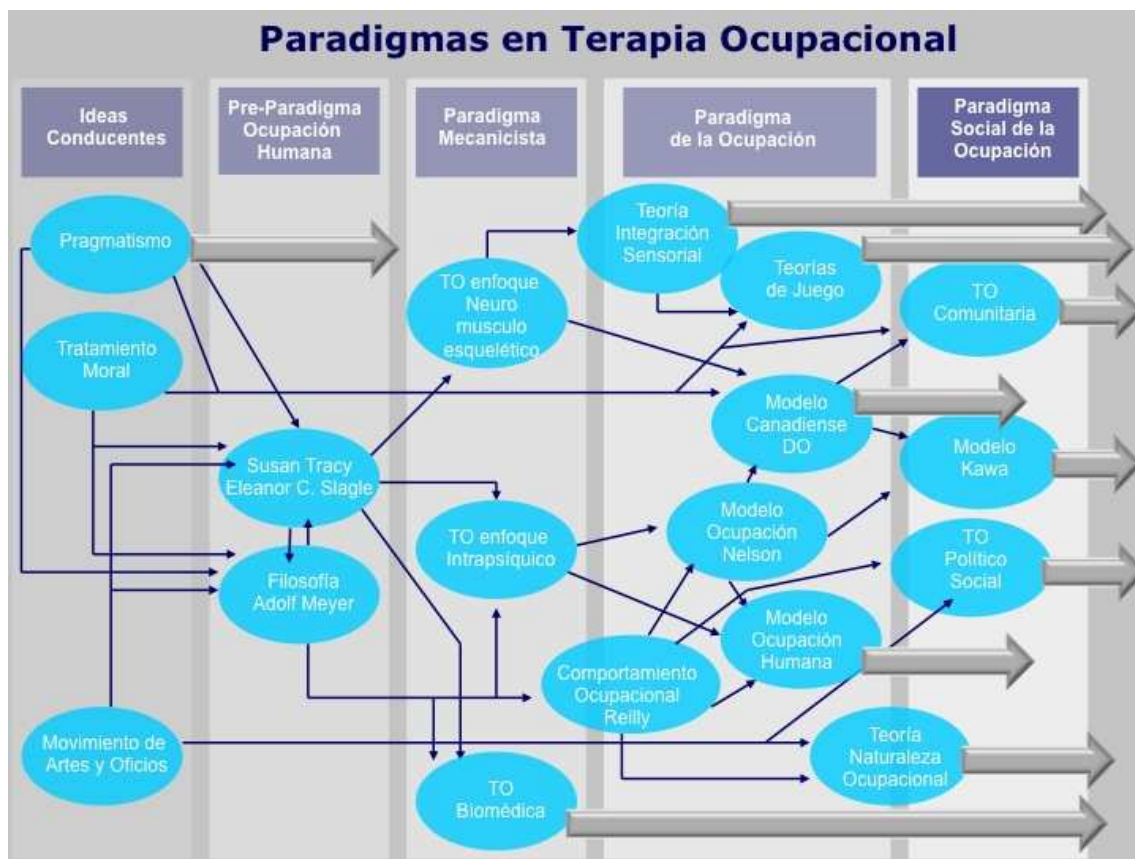 Paradigmas en Terapia Ocupacional
Ideas
Conducentes
Pre-Paradigma
Ocupación
Humana
Paradigma
Mecanicista
Paradigma
de la Ocupación
Paradigma
Social de la
Ocupación
Pragmatismo
Tratamiento
Moral
Movimiento de
Artes y Oficios
Susan Tracy
Eleanor C. Slagle
Filosofía
Adolf Meyer
TO enfoque
Neuro
musculo
esquelético
TO enfoque
Intrapsíquico
TO
Biomédica
Teoría
Integración
Sensorial
Teorías
de Juego
Modelo
Canadiense
DO
Modelo
Ocupación
Nelson
Modelo
Ocupación
Humana
Comportamiento
Ocupacional
Reilly
Teoría
Naturaleza
Ocupacional
TO
Comunitaria
Modelo
Kawa
TO
Político
Social